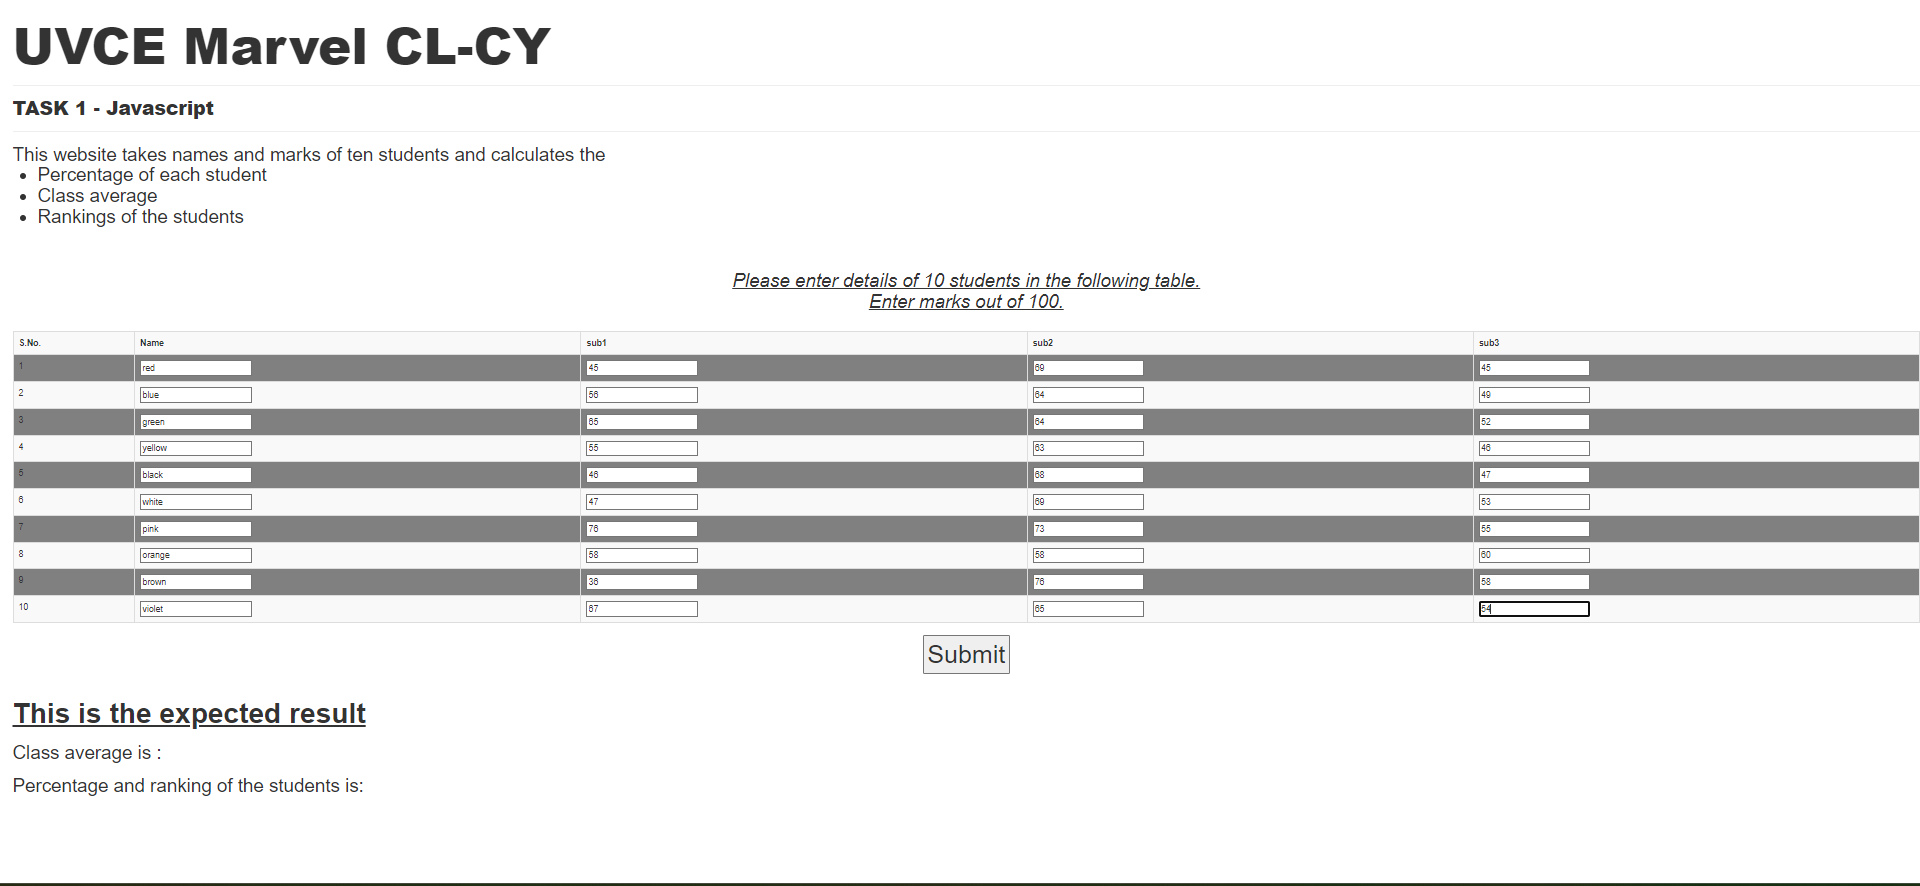 UVCE Marvel CL-CY
TASK 1 - Javascript
This website takes names and marks of ten students and calculates the
Percentage of each student
Class average
Rankings of the students
Please enter details of 10 students in the following table.
Enter marks out of 100.
S.No. Name sub1 sub2 sub3
1 red 45 69 45
2 blue 56 64 49
3 green 65 64 52
4 yellow 55 63 46
5 black 46 68 47
6 white 47 69 53
7 pink 76 73 55
8 orange 58 58 60
9 brown 36 76 58
10 violet 67 65 54
Submit
This is the expected result
Class average is :
Percentage and ranking of the students is: